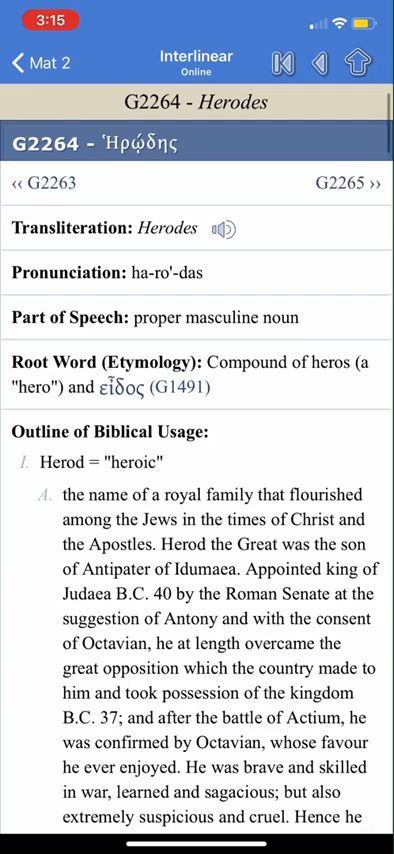 3:15
Mat 2
Interlinear
Online
G2264 - Herodes
G2264 - Ἡρῴδης
‹‹ G2263
G2265 ››
Transliteration: Herodes
Pronunciation: ha-ro'-das
Part of Speech: proper masculine noun
Root Word (Etymology): Compound of heros (a
"hero") and εἶδος (G1491)
Outline of Biblical Usage:
I. Herod = "heroic"
A. the name of a royal family that flourished
among the Jews in the times of Christ and
the Apostles. Herod the Great was the son
of Antipater of Idumaea. Appointed king of
Judaea B.C. 40 by the Roman Senate at the
suggestion of Antony and with the consent
of Octavian, he at length overcame the
great opposition which the country made to
him and took possession of the kingdom
B.C. 37; and after the battle of Actium, he
was confirmed by Octavian, whose favour
he ever enjoyed. He was brave and skilled
in war, learned and sagacious; but also
extremely suspicious and cruel. Hence he